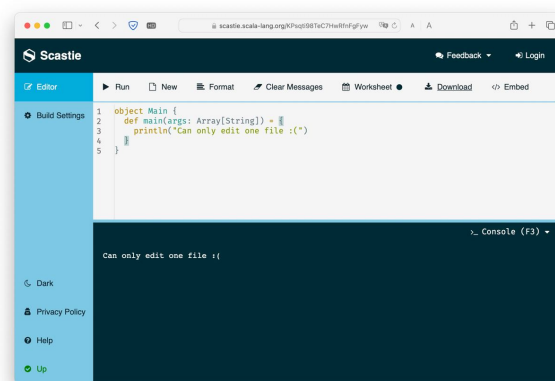 scastie.scala-lang.org/KPsqti98TeC7HwRfnFgFyw
A A
Scastie
Feedback
Login
Editor
Run
New
Format
Clear Messages
Worksheet
Download
</> Embed
Build Settings
1 object Main {
2 def main(args: Array[String]) = {
3 println("Can only edit one file :(")
4 }
5 }
>_ Console (F3)
Can only edit one file :(
Dark
Privacy Policy
Help
Up